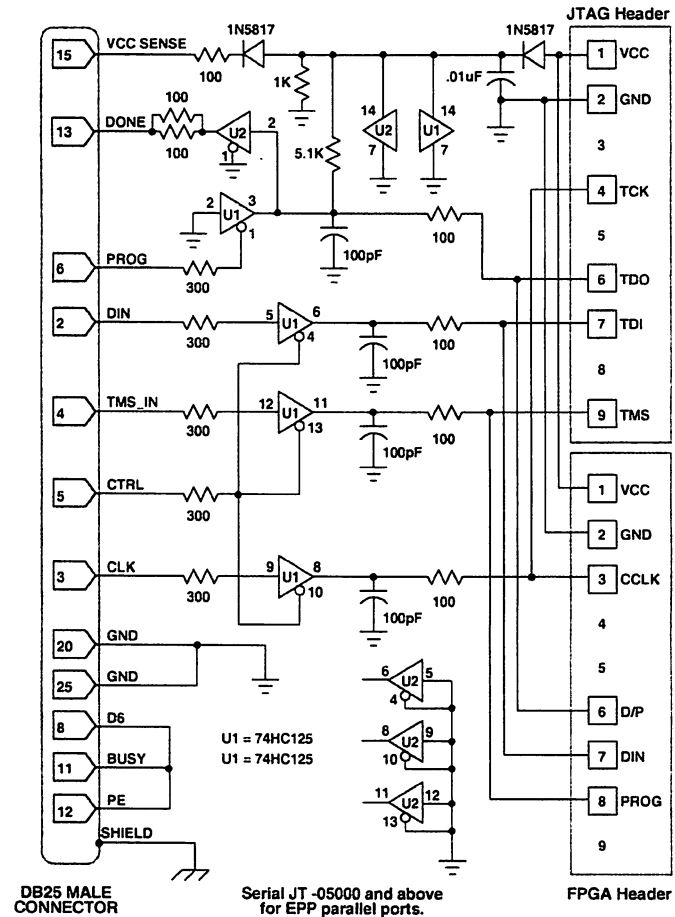 JTAG Header
15 VCC SENSE
100
1N5817
1K
5.1K
14 U2 7
14 U1 7
.01uF
1N5817
1 VCC
2 GND
3
4 TCK
5
6 TDO
7 TDI
8
9 TMS
13 DONE
100
100
U2 2
1
2 U1 3
1
100pF
100
6 PROG
300
2 DIN
300
5 U1 6
4
100pF
100
4 TMS_IN
300
12 U1 11
13
100pF
100
5 CTRL
300
3 CLK
300
9 U1 8
10
100pF
100
1 VCC
2 GND
3 CCLK
4
5
6 D/P
7 DIN
8 PROG
9
20 GND
25 GND
8 D6
11 BUSY
12 PE
SHIELD
U1 = 74HC125
U1 = 74HC125
6 U2 5
4
8 U2 9
10
11 U2 12
13
DB25 MALE
CONNECTOR
Serial JT -05000 and above
for EPP parallel ports.
FPGA Header